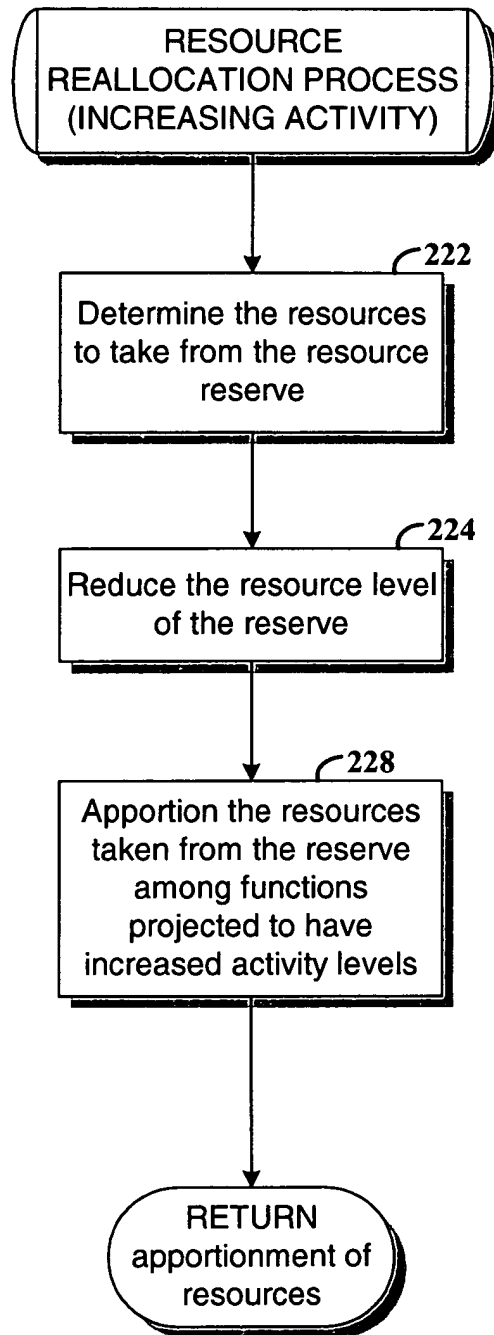 RESOURCE
REALLOCATION PROCESS
(INCREASING ACTIVITY)
222
Determine the resources
to take from the resource
reserve
224
Reduce the resource level
of the reserve
228
Apportion the resources
taken from the reserve
among functions
projected to have
increased activity levels
RETURN
apportionment of
resources